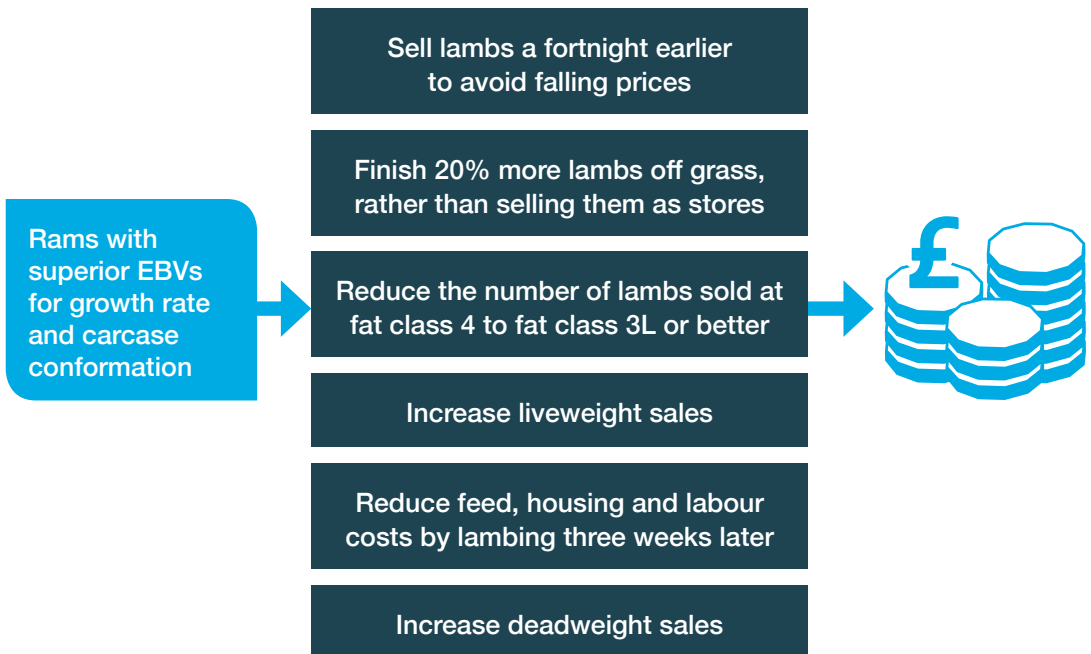 Sell lambs a fortnight earlier
to avoid falling prices
Finish 20% more lambs off grass,
rather than selling them as stores
Rams with
superior EBVs
for growth rate
and carcase
conformation
Reduce the number of lambs sold at
fat class 4 to fat class 3L or better
£
Increase liveweight sales
Reduce feed, housing and labour
costs by lambing three weeks later
Increase deadweight sales